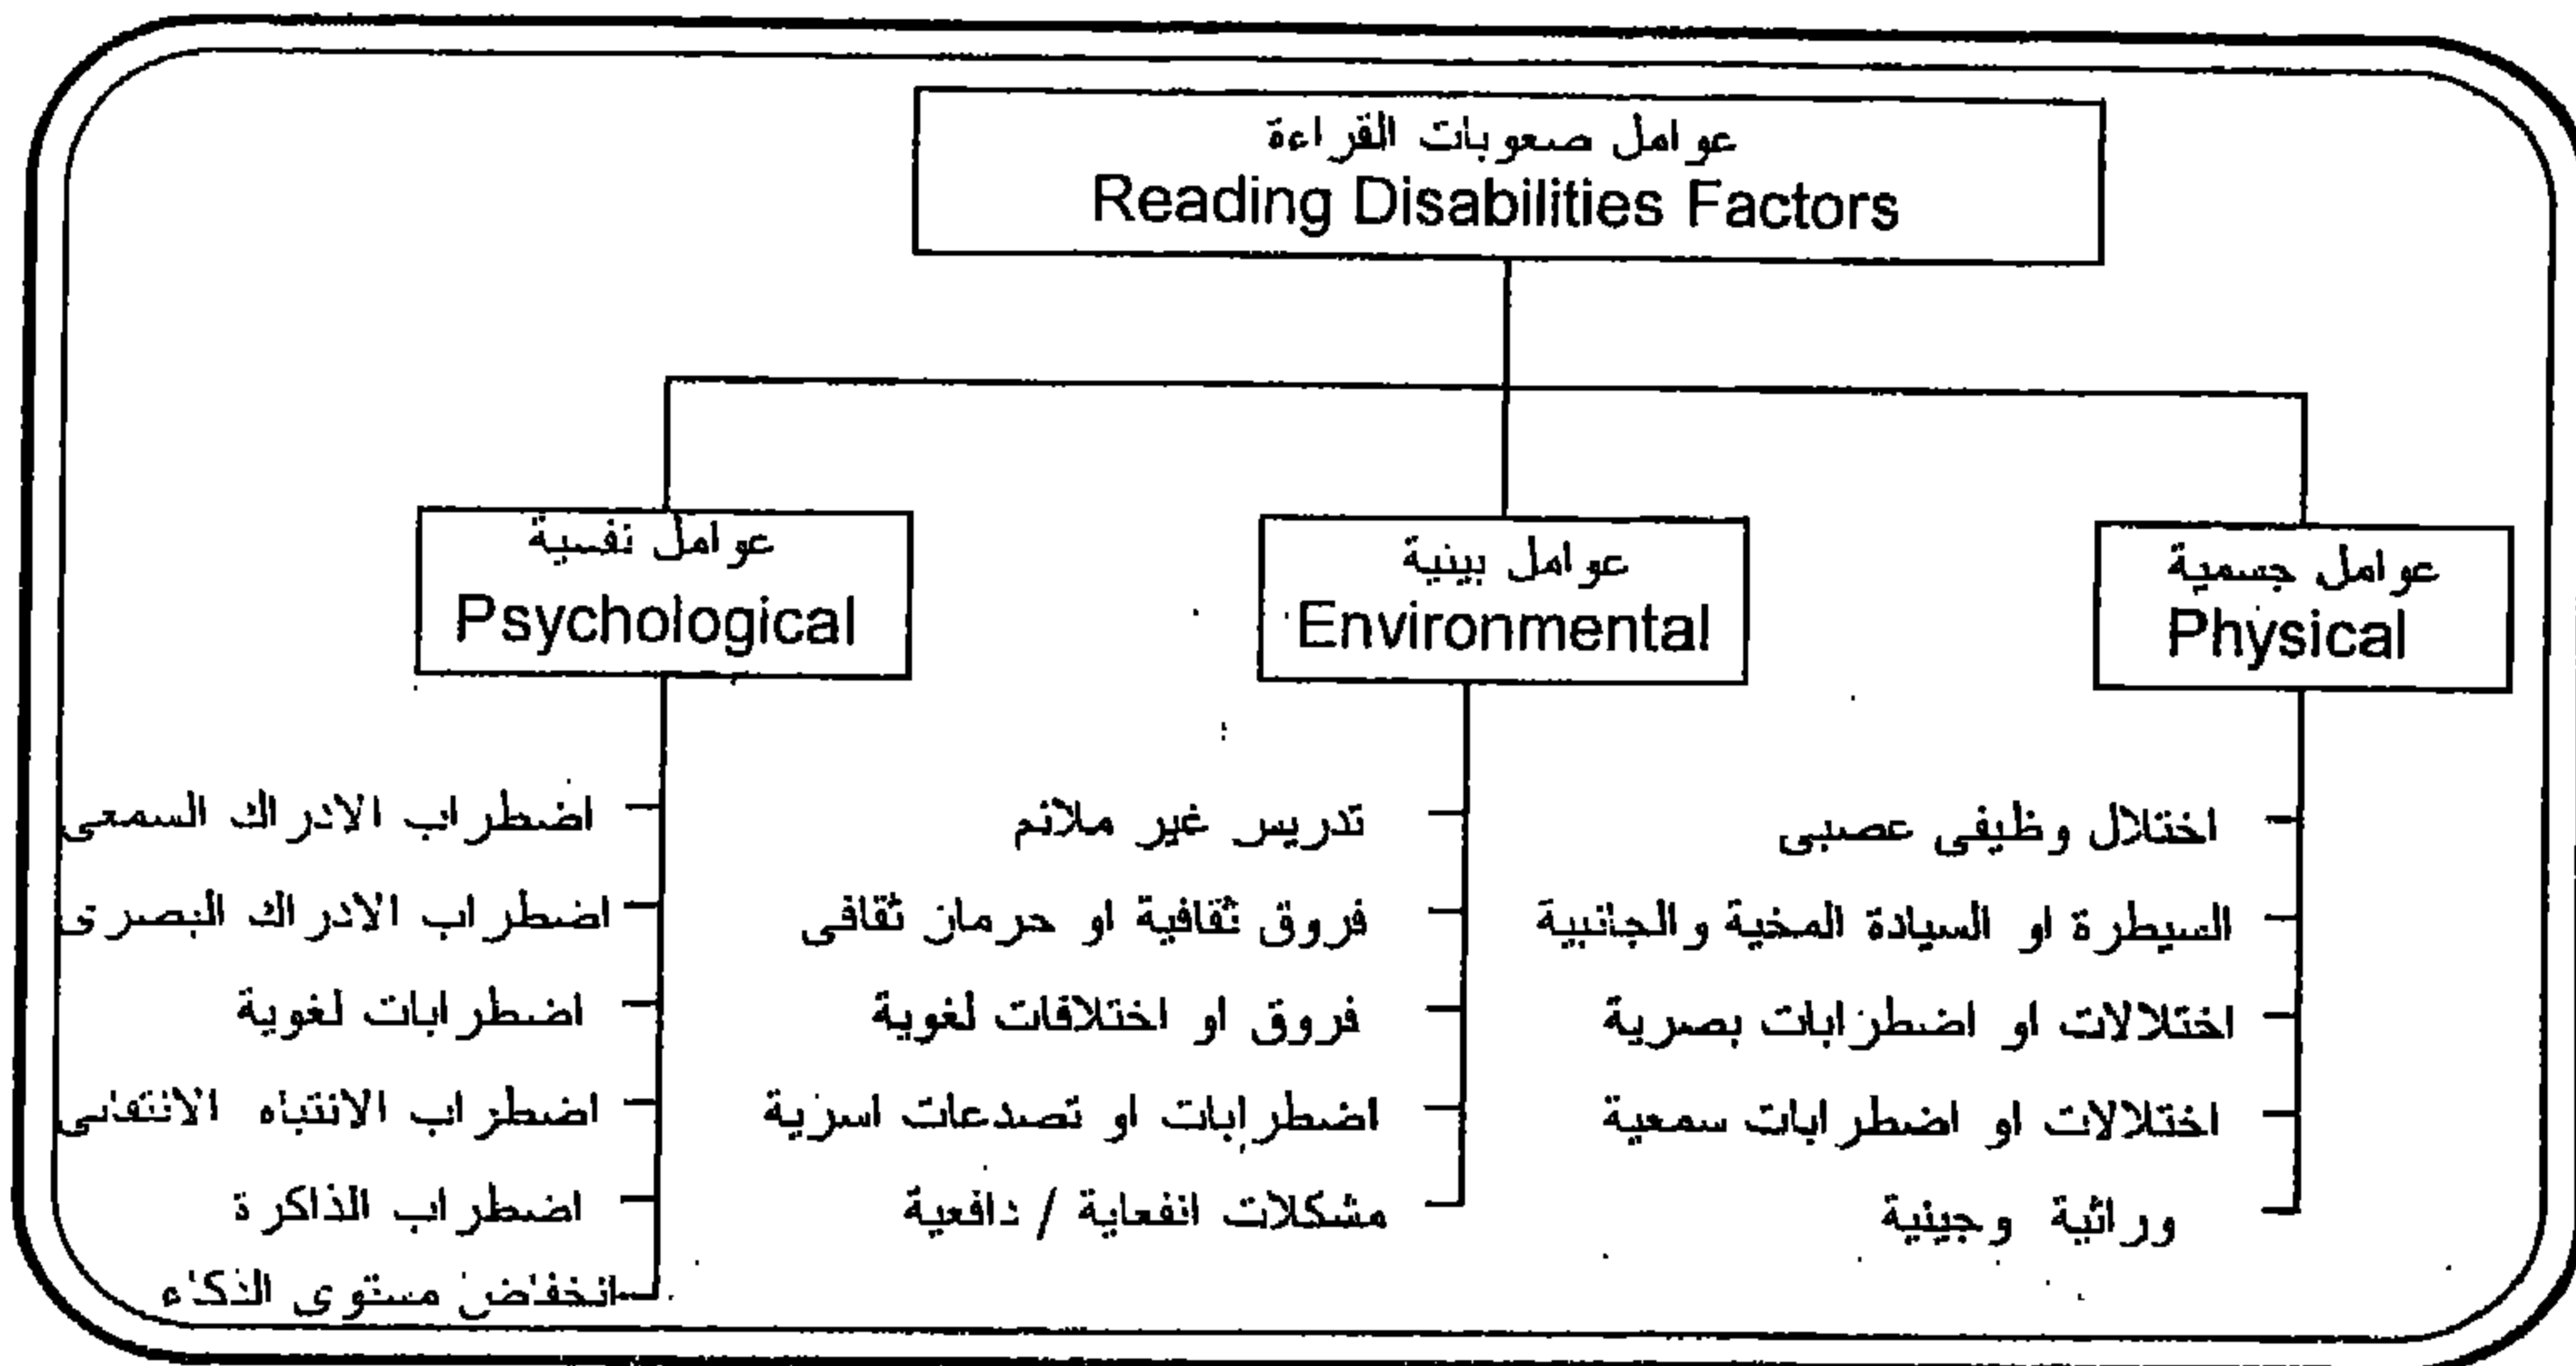 عوامل صعوبات القراءة
Reading Disabilities Factors
عوامل جسمية
Physical
اختلال وظيفى عصبى
السيطرة او السيادة المخية والجانبية
اختلالات او اضطرابات بصرية
اختلالات او اضطرابات سمعية
وراثية وجينية
عوامل بيئية
Environmental
تدريس غير ملائم
فروق ثقافية او حرمان ثقافى
فروق او اختلافات لغوية
اضطرابات او تصدعات اسرية
مشكلات انفعالية / دافعية
عوامل نفسية
Psychological
اضطراب الادراك السمعى
اضطراب الادراك البصرى
اضطرابات لغوية
اضطراب الانتباه الانتقائى
اضطراب الذاكرة
انخفاض مستوى الذكاء